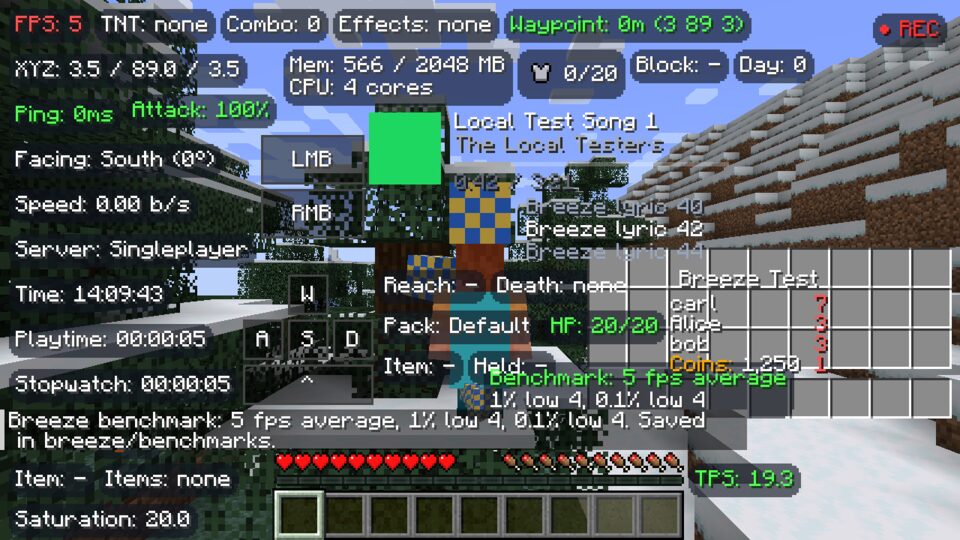 FPS: 5 TNT: none Combo: 0 Effects: none Waypoint: 0m (3 89 3) REC
XYZ: 3.5 / 89.0 / 3.5
Mem: 566 / 2048 MB
CPU: 4 cores
0/20
Block: - Day: 0
Ping: 0ms Attack: 100%
Local Test Song 1
The Local Testers
Facing: South (0°)
LMB
0:42 3:21
Speed: 0.00 b/s
RMB
Breeze lyric 40
Breeze lyric 42
Breeze lyric 44
Server: Singleplayer
Time: 14:09:43
W
Reach: - Death: none
Breeze Test
carl 7
Alice 3
bob 3
Coins: 1,250 1
Pack: Default HP: 20/20
Playtime: 00:00:05
A S D
Item: - Held: -
Stopwatch: 00:00:05
^
Benchmark: 5 fps average
1% low 4, 0.1% low 4
Breeze benchmark: 5 fps average, 1% low 4, 0.1% low 4. Saved
in breeze/benchmarks.
Item: - Items: none
TPS: 19.3
Saturation: 20.0